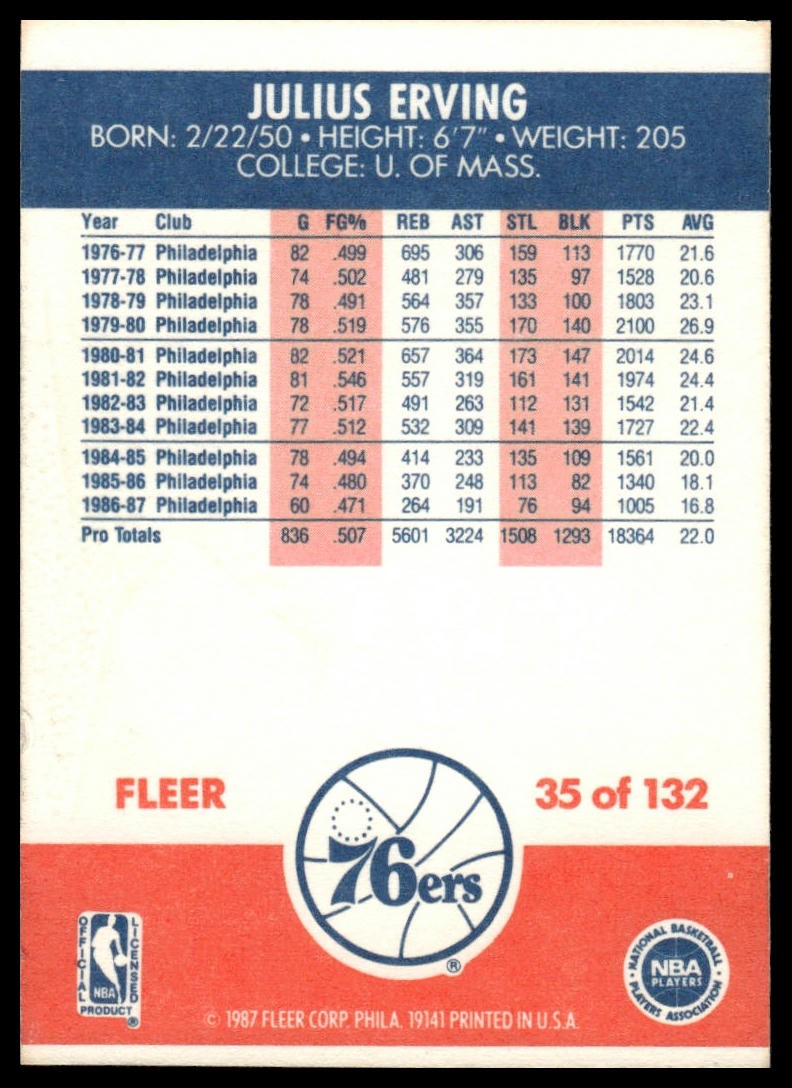 JULIUS ERVING
BORN: 2/22/50 • HEIGHT: 6'7" • WEIGHT: 205
COLLEGE: U. OF MASS.
Year Club G FG% REB AST STL BLK PTS AVG
1976-77 Philadelphia 82 .499 695 306 159 113 1770 21.6
1977-78 Philadelphia 74 .502 481 279 135 97 1528 20.6
1978-79 Philadelphia 78 .491 564 357 133 100 1803 23.1
1979-80 Philadelphia 78 .519 576 355 170 140 2100 26.9
1980-81 Philadelphia 82 .521 657 364 173 147 2014 24.6
1981-82 Philadelphia 81 .546 557 319 161 141 1974 24.4
1982-83 Philadelphia 72 .517 491 263 112 131 1542 21.4
1983-84 Philadelphia 77 .512 532 309 141 139 1727 22.4
1984-85 Philadelphia 78 .494 414 233 135 109 1561 20.0
1985-86 Philadelphia 74 .480 370 248 113 82 1340 18.1
1986-87 Philadelphia 60 .471 264 191 76 94 1005 16.8
Pro Totals 836 .507 5601 3224 1508 1293 18364 22.0
FLEER
35 of 132
76ers
®
OFFICIAL LICENSED
NBA
PRODUCT ®
NATIONAL BASKETBALL
NBA
PLAYERS
PLAYERS ASSOCIATION
© 1987 FLEER CORP. PHILA. 19141 PRINTED IN U.S.A.